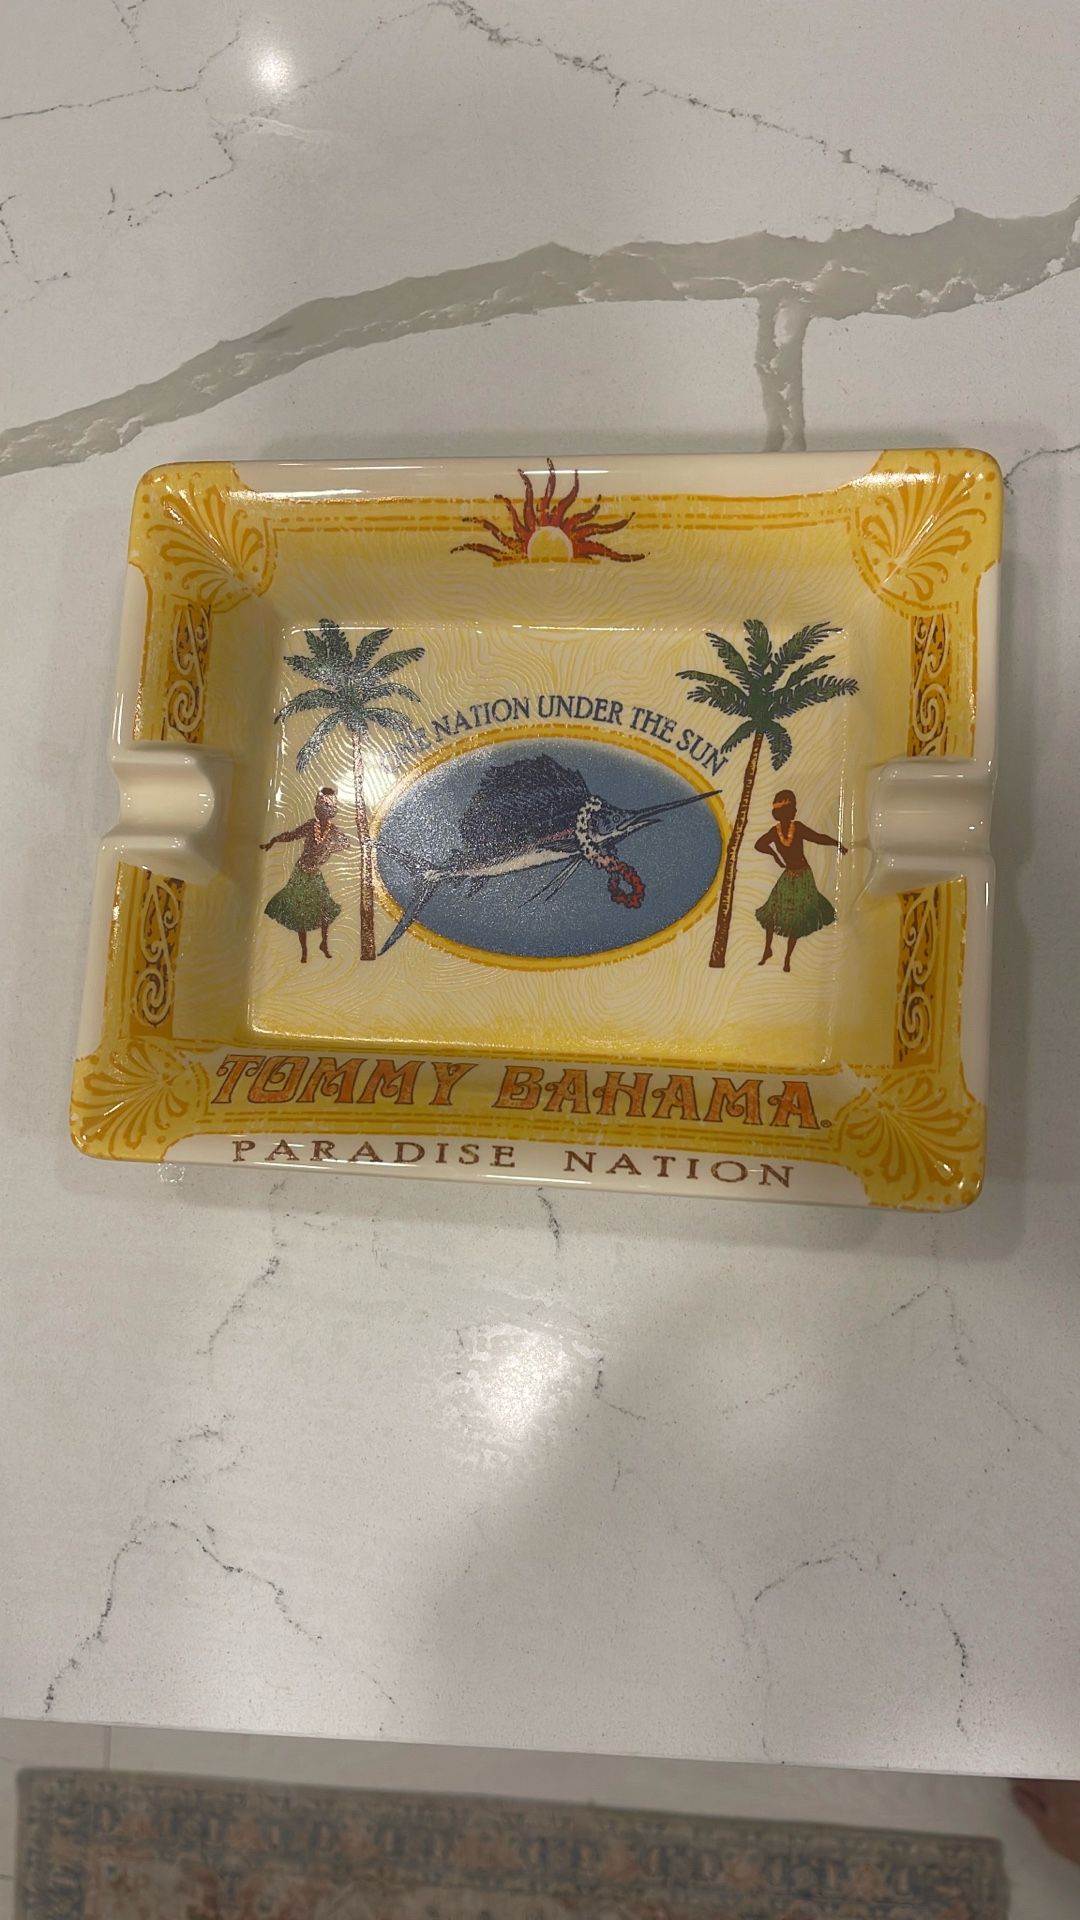 ONE NATION UNDER THE SUN
TOMMY BAHAMA®
PARADISE NATION